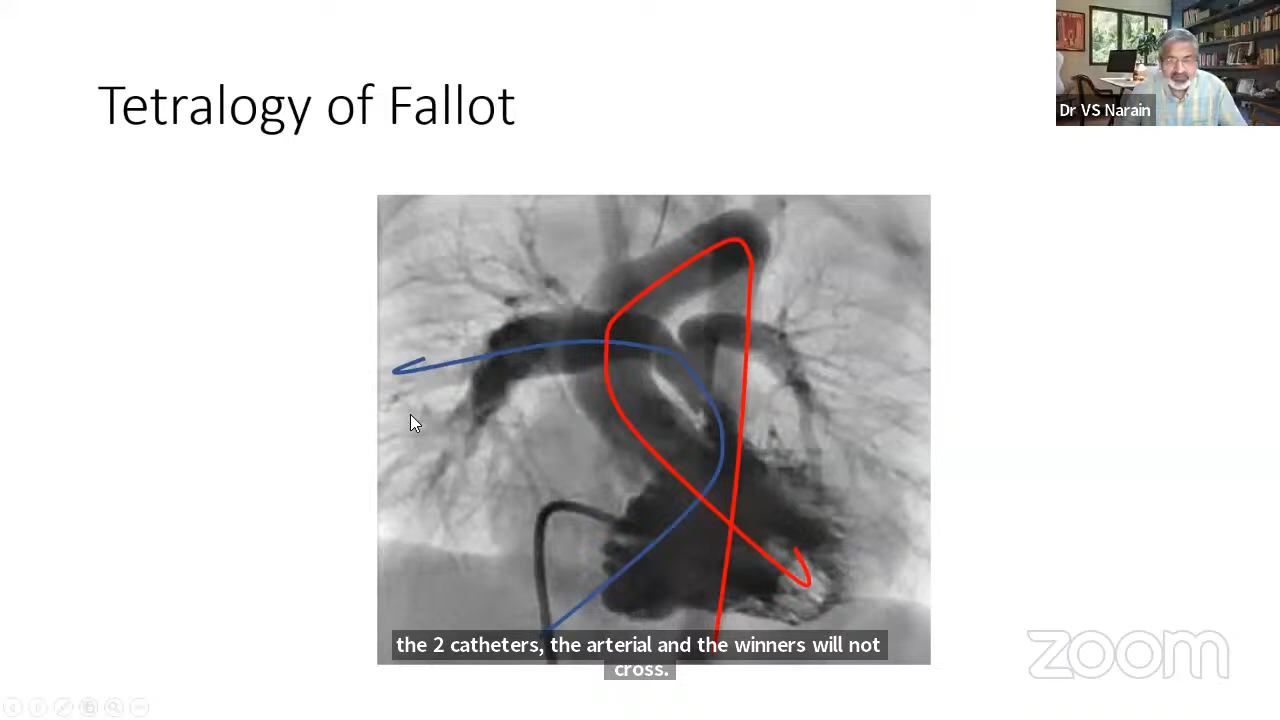 Tetralogy of Fallot
Dr VS Narain
the 2 catheters, the arterial and the winners will not
cross.
zoom